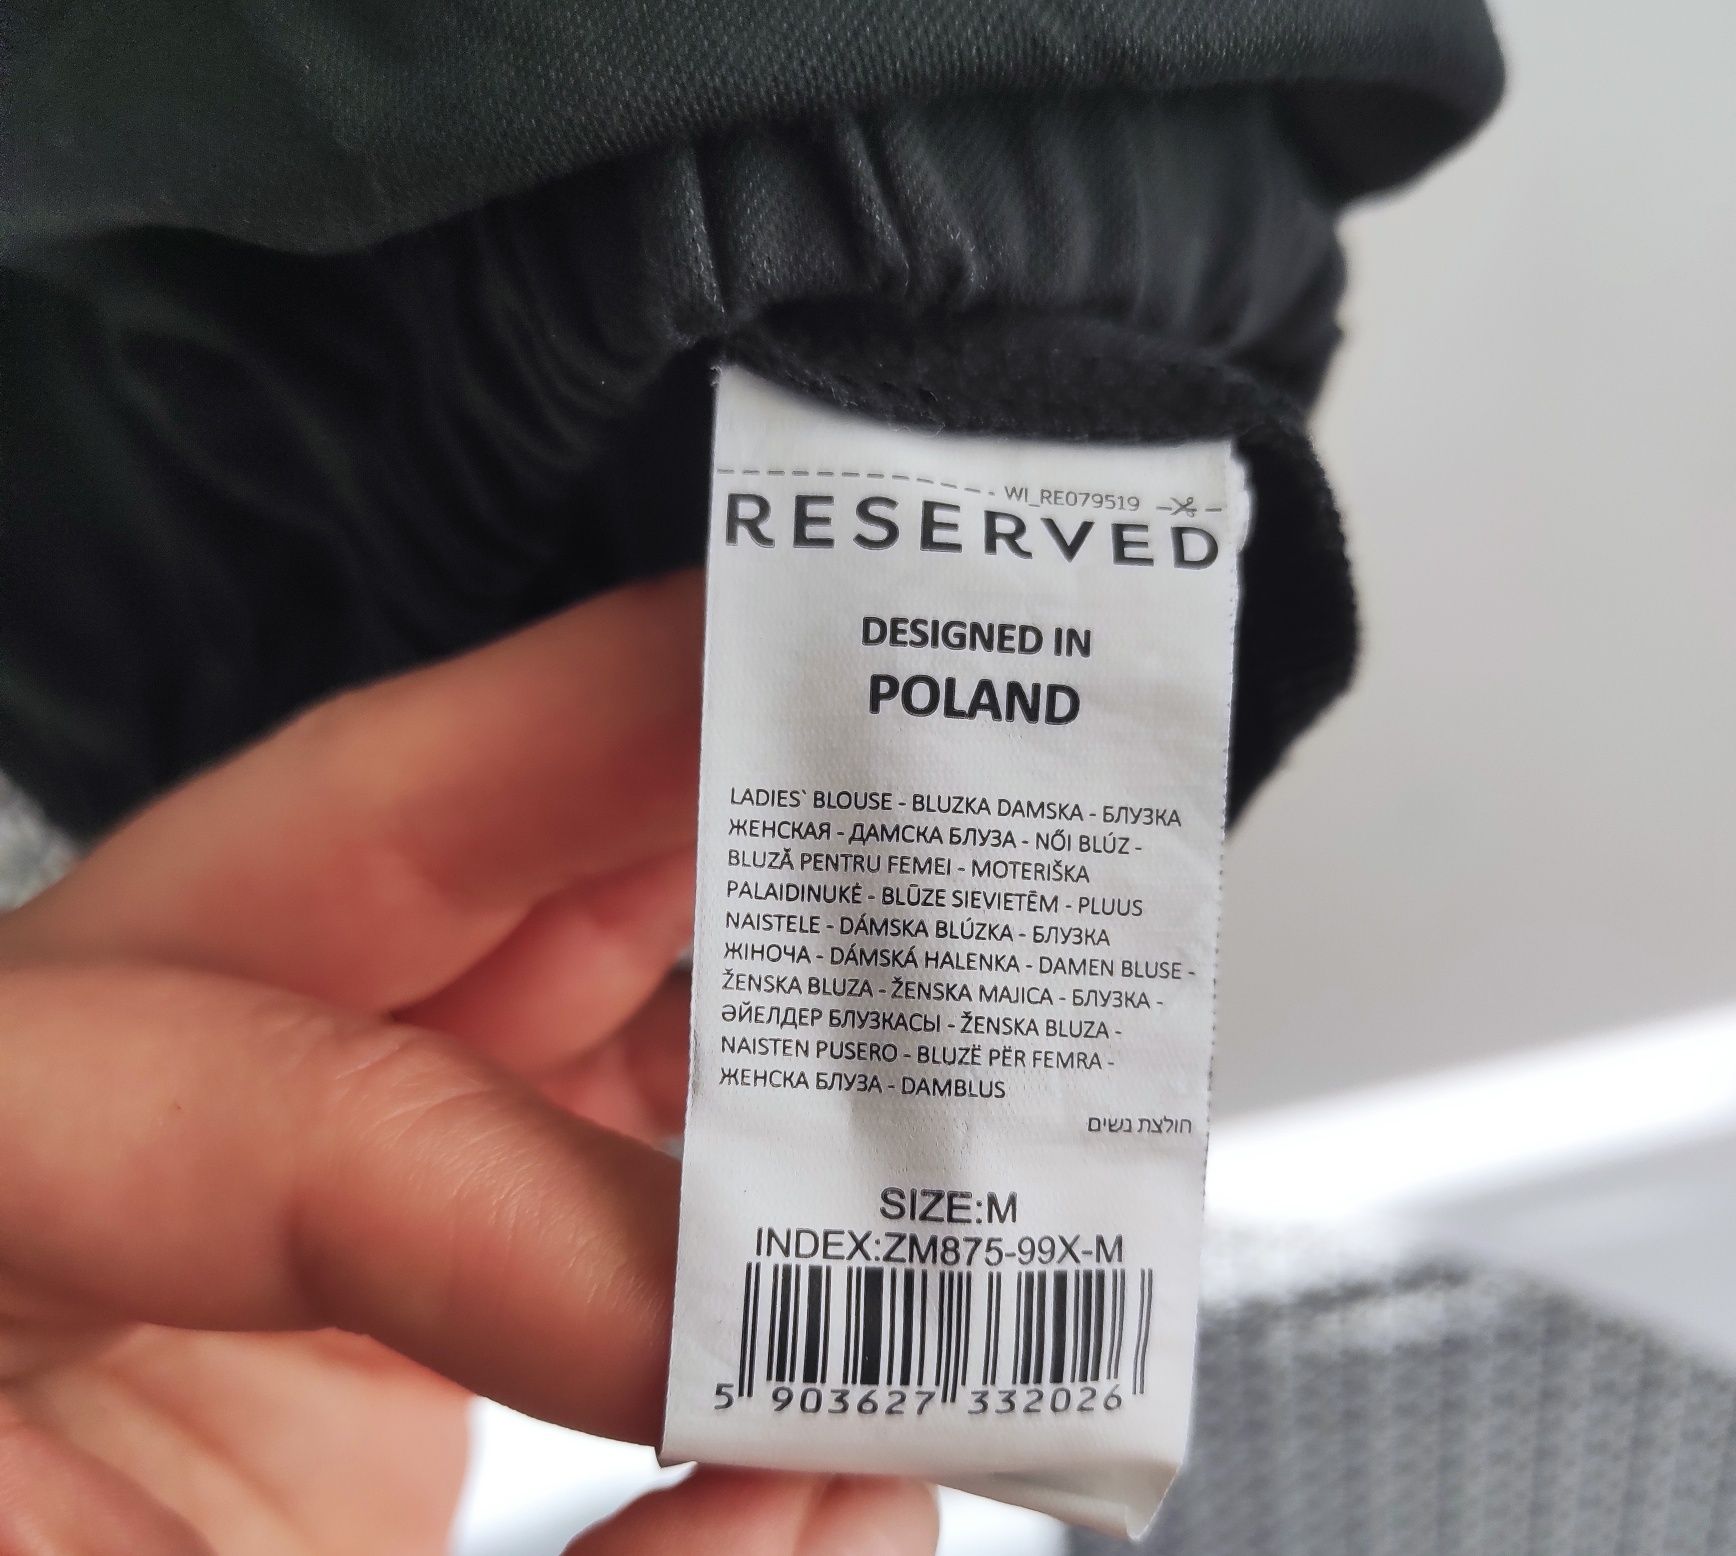 WI_RE079519
RESERVED
DESIGNED IN
POLAND
LADIES` BLOUSE - BLUZKA DAMSKA - БЛУЗКА
ЖЕНСКАЯ - ДАМСКА БЛУЗА - NŐI BLÚZ -
BLUZĂ PENTRU FEMEI - MOTERIŠKA
PALAIDINUKĖ - BLŪZE SIEVIETĒM - PLUUS
NAISTELE - DÁMSKA BLÚZKA - БЛУЗКА
ЖІНОЧА - DÁMSKÁ HALENKA - DAMEN BLUSE -
ŽENSKA BLUZA - ŽENSKA MAJICA - БЛУЗКА -
ӘЙЕЛДЕР БЛУЗКАСЫ - ŽENSKA BLUZA -
NAISTEN PUSERO - BLUZË PËR FEMRA -
ЖЕНСКА БЛУЗА - DAMBLUS
חולצת נשים
SIZE:M
INDEX:ZM875-99X-M
5 903627 332026